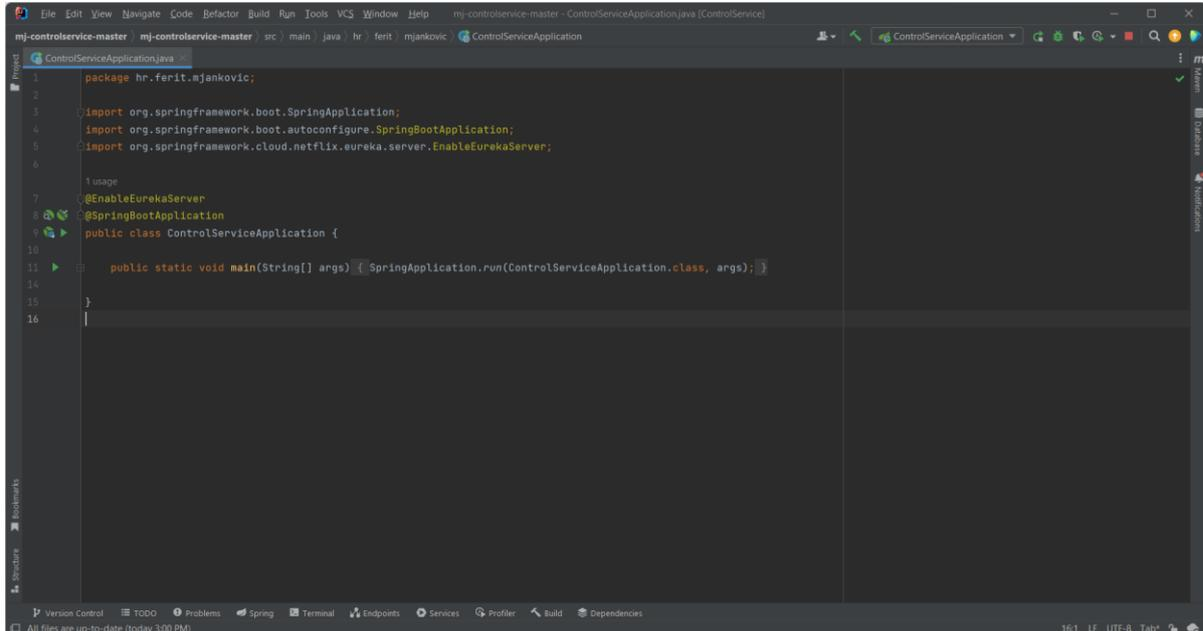 File Edit View Navigate Code Refactor Build Run Tools VCS Window Help mj-controlservice-master - ControlServiceApplication.java [ControlService]
mj-controlservice-master mj-controlservice-master src main java hr ferit mjankovic ControlServiceApplication ControlServiceApplication
Project
ControlServiceApplication.java
m
Maven
Database
Notifications
1 package hr.ferit.mjankovic;
2
3 import org.springframework.boot.SpringApplication;
4 import org.springframework.boot.autoconfigure.SpringBootApplication;
5 import org.springframework.cloud.netflix.eureka.server.EnableEurekaServer;
6
1 usage
7 @EnableEurekaServer
8 @SpringBootApplication
9 public class ControlServiceApplication {
10
11 public static void main(String[] args) { SpringApplication.run(ControlServiceApplication.class, args); }
14
15 }
16
Bookmarks
Structure
Version Control TODO Problems Spring Terminal Endpoints Services Profiler Build Dependencies
All files are up-to-date (today 3:00 PM) 16:1 LF UTF-8 Tab*